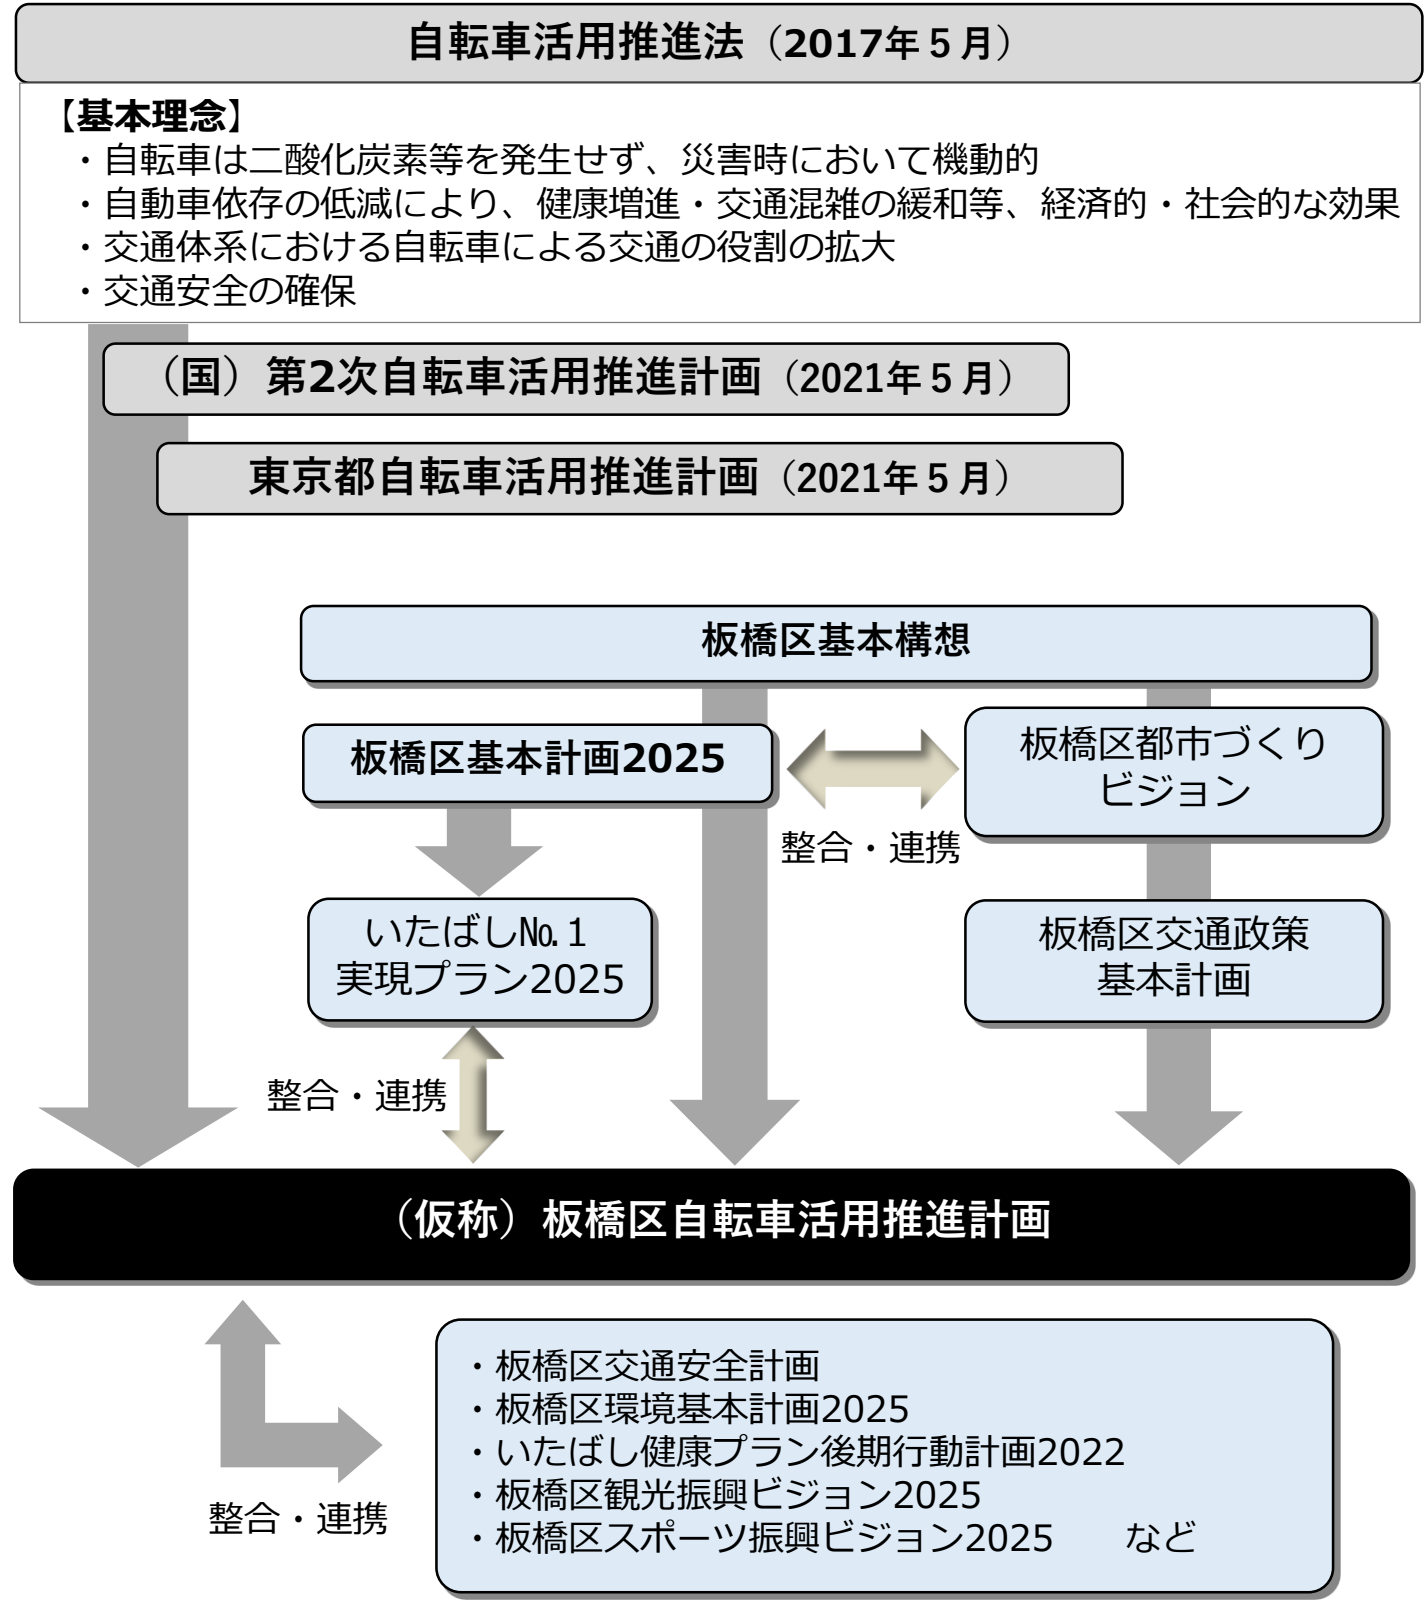 自転車活用推進法（2017年５月）
【基本理念】
・自転車は二酸化炭素等を発生せず、災害時において機動的
・自動車依存の低減により、健康増進・交通混雑の緩和等、経済的・社会的な効果
・交通体系における自転車による交通の役割の拡大
・交通安全の確保
（国）第2次自転車活用推進計画（2021年５月）
東京都自転車活用推進計画（2021年５月）
板橋区基本構想
板橋区基本計画2025
整合・連携
板橋区都市づくり
ビジョン
いたばし№1
実現プラン2025
板橋区交通政策
基本計画
整合・連携
（仮称）板橋区自転車活用推進計画
整合・連携
・板橋区交通安全計画
・板橋区環境基本計画2025
・いたばし健康プラン後期行動計画2022
・板橋区観光振興ビジョン2025
・板橋区スポーツ振興ビジョン2025　　など